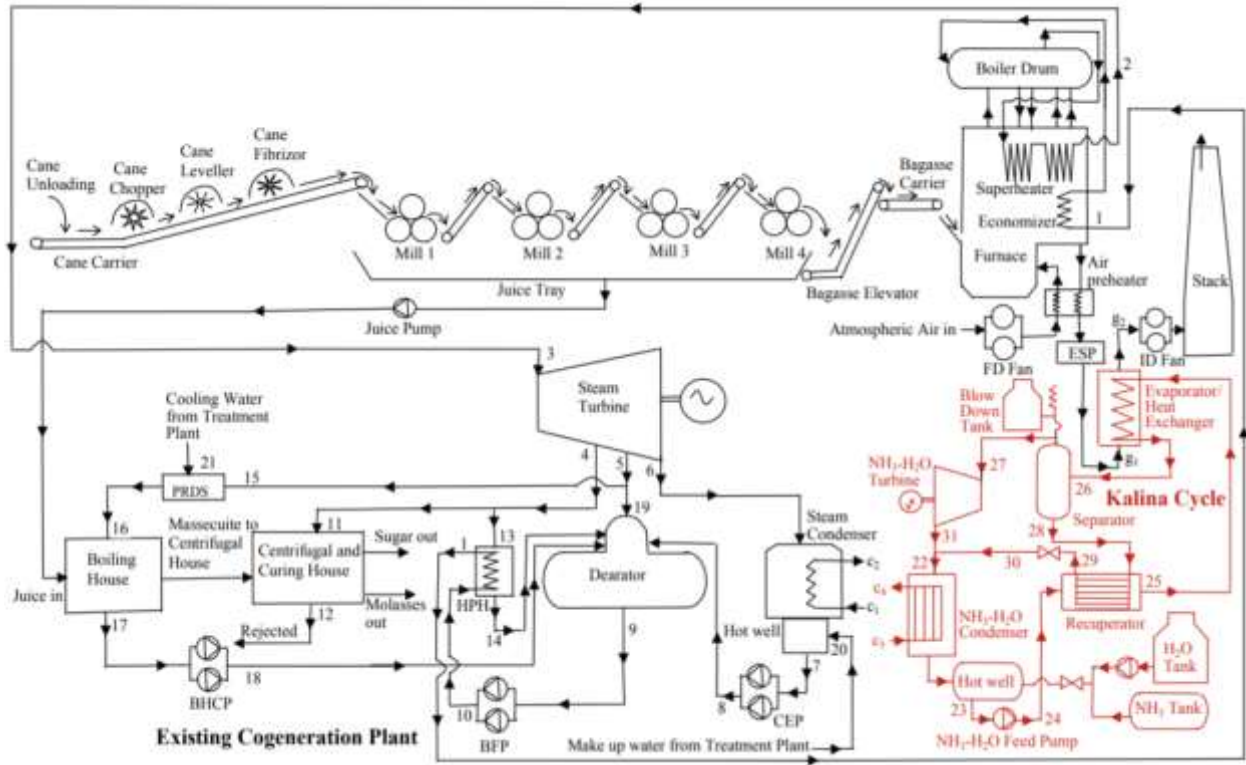 Boiler Drum
2
Cane
Fibrizor
Cane
Leveller
Cane
Chopper
Cane
Unloading
Cane Carrier
Mill 1
Mill 2
Mill 3
Mill 4
Bagasse
Carrier
Superheater
Economizer
1
Furnace
Air
preheater
Stack
Juice Tray
Bagasse Elevator
Juice Pump
Atmospheric Air in
FD Fan
ESP
g₂
ID Fan
3
Steam
Turbine
Cooling Water
from Treatment
Plant
21
PRDS
15
4
5
6
Blow
Down
Tank
Evaporator/
Heat
Exchanger
g₁
NH₃-H₂O
Turbine
27
26
Kalina Cycle
Separator
28
16
Massecuite to
Centrifugal
House
11
Sugar out
1
13
19
Steam
Condenser
c₂
c₁
31
22
30
29
25
Boiling
House
Juice in
Centrifugal and
Curing House
Molasses
out
HPH
14
Dearator
c₄
c₃
NH₃-H₂O
Condenser
Recuperator
H₂O
Tank
17
12
Rejected
18
BHCP
9
Hot well
20
7
8
CEP
10
BFP
Hot well
23
24
NH₃ Tank
NH₃-H₂O Feed Pump
Existing Cogeneration Plant
Make up water from Treatment Plant